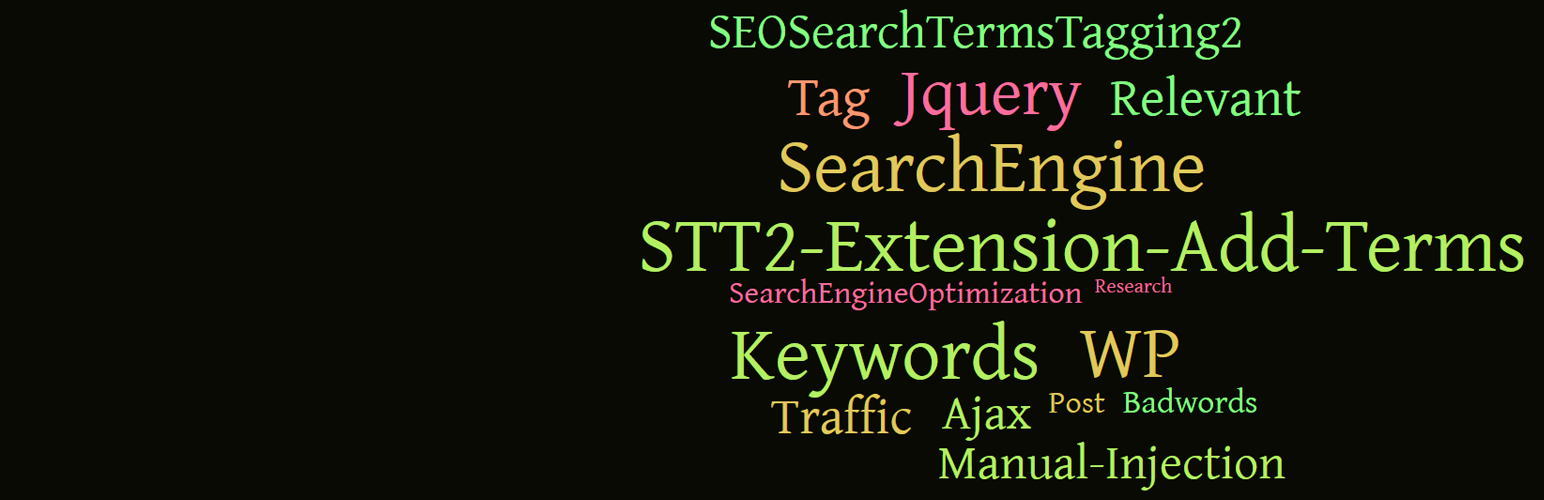 SEOSearchTermsTagging2
Tag Jquery Relevant
SearchEngine
STT2-Extension-Add-Terms
SearchEngineOptimization Research
Keywords WP
Traffic Ajax Post Badwords
Manual-Injection